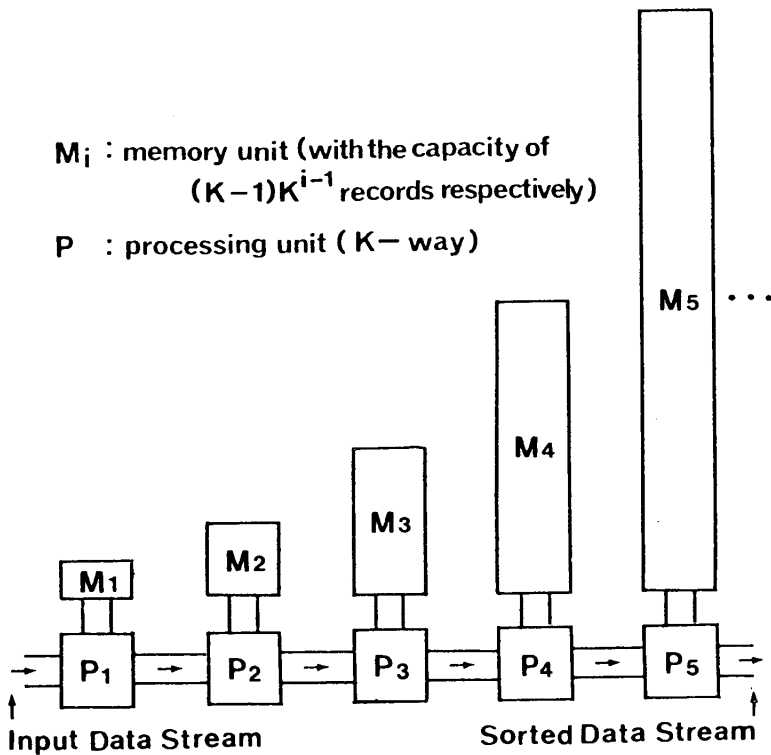 Mi : memory unit (with the capacity of
(K-1)K^{i-1} records respectively)
P : processing unit (K- way)
M5 ...
M4
M3
M2
M1
P1 → P2 → P3 → P4 → P5
Input Data Stream
Sorted Data Stream